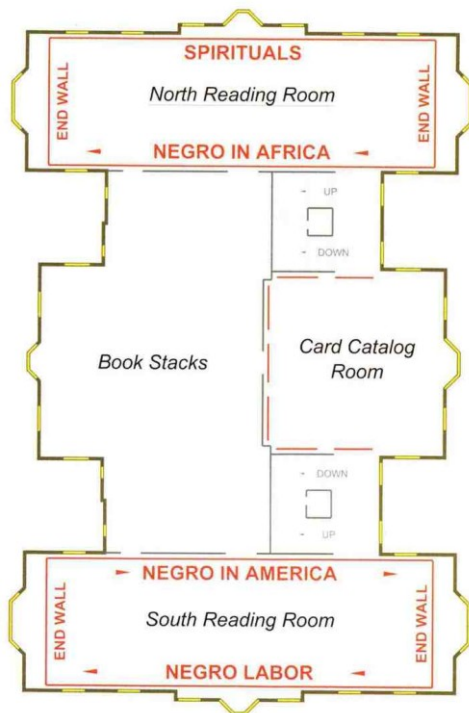 SPIRITUALS
END WALL
North Reading Room
END WALL
NEGRO IN AFRICA
UP
DOWN
Book Stacks
Card Catalog
Room
DOWN
UP
NEGRO IN AMERICA
END WALL
South Reading Room
END WALL
NEGRO LABOR